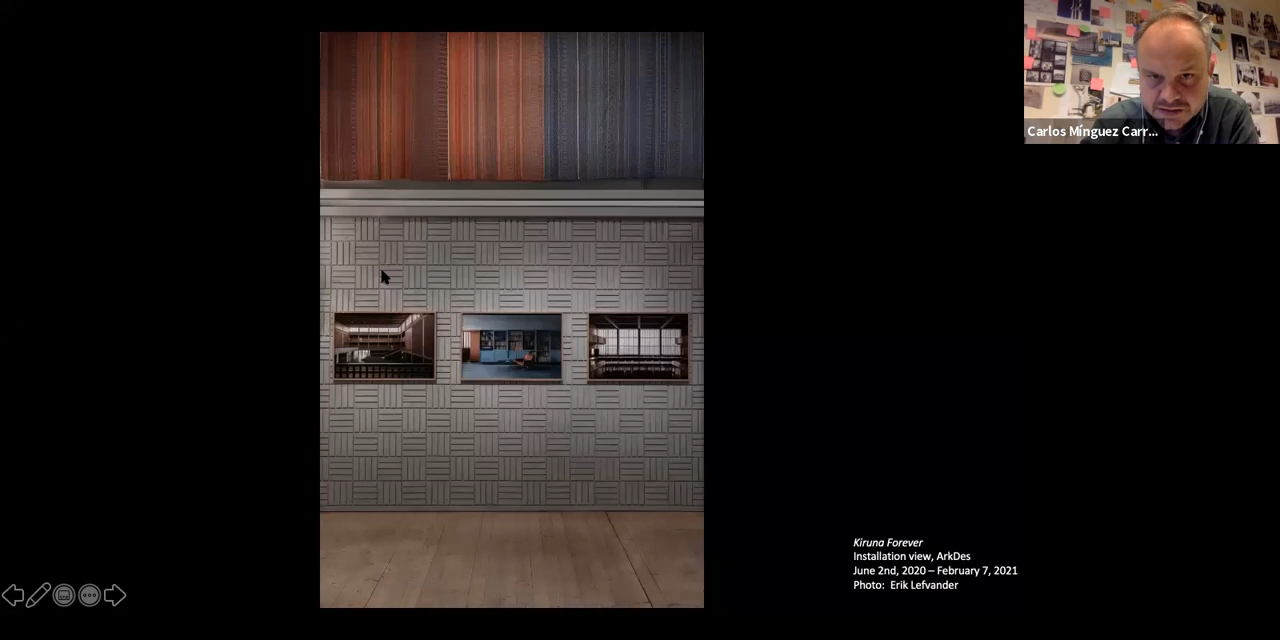 Carlos Mínguez Carr...
Kiruna Forever
Installation view, ArkDes
June 2nd, 2020 – February 7, 2021
Photo:  Erik Lefvander